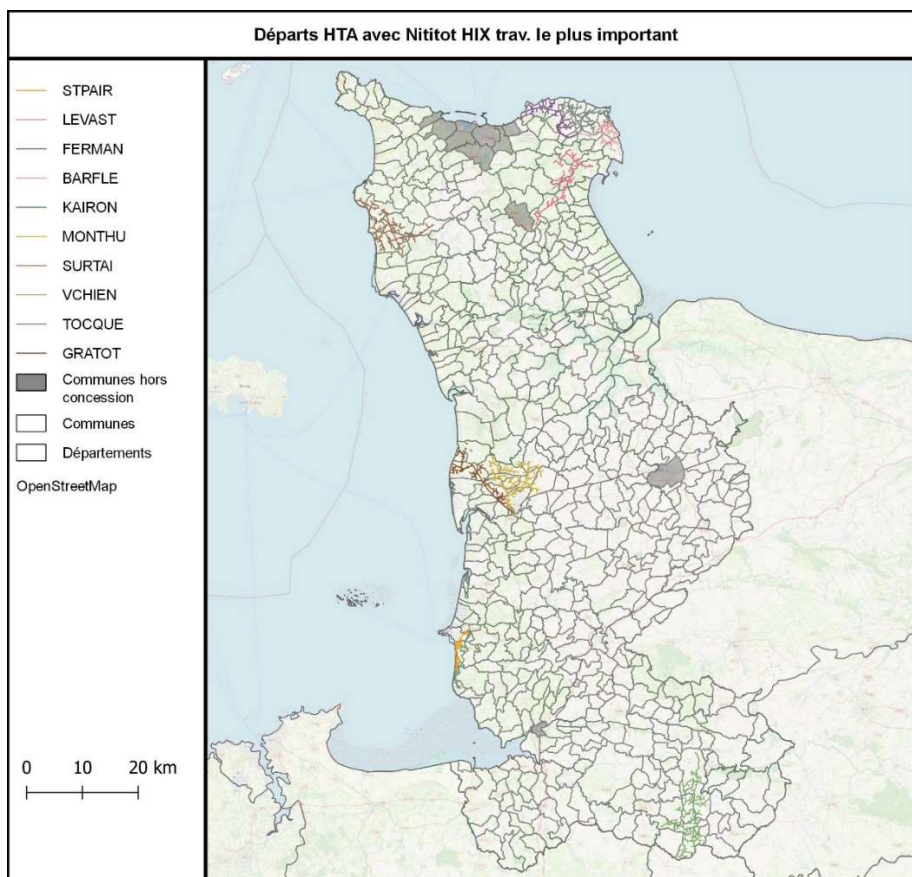 Départs HTA avec Nititot HIX trav. le plus important
STPAIR
LEVAST
FERMAN
BARFLE
KAIRON
MONTHU
SURTAI
VCHIEN
TOCQUE
GRATOT
Communes hors
concession
Communes
Départements
OpenStreetMap
0 10 20 km